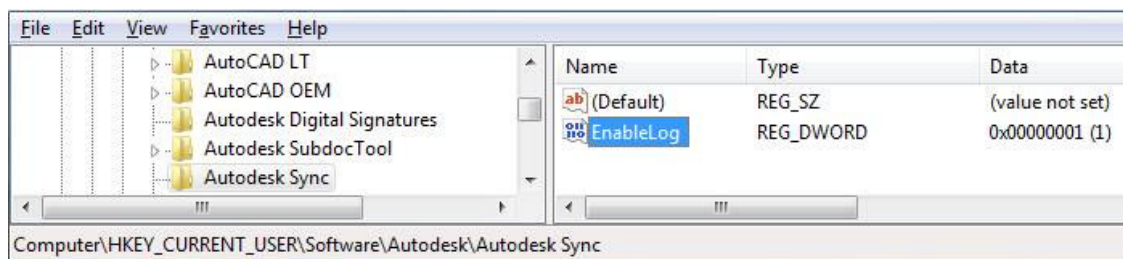 File Edit View Favorites Help
AutoCAD LT
AutoCAD OEM
Autodesk Digital Signatures
Autodesk SubdocTool
Autodesk Sync
Name Type Data
(Default) REG_SZ (value not set)
EnableLog REG_DWORD 0x00000001 (1)
Computer\HKEY_CURRENT_USER\Software\Autodesk\Autodesk Sync